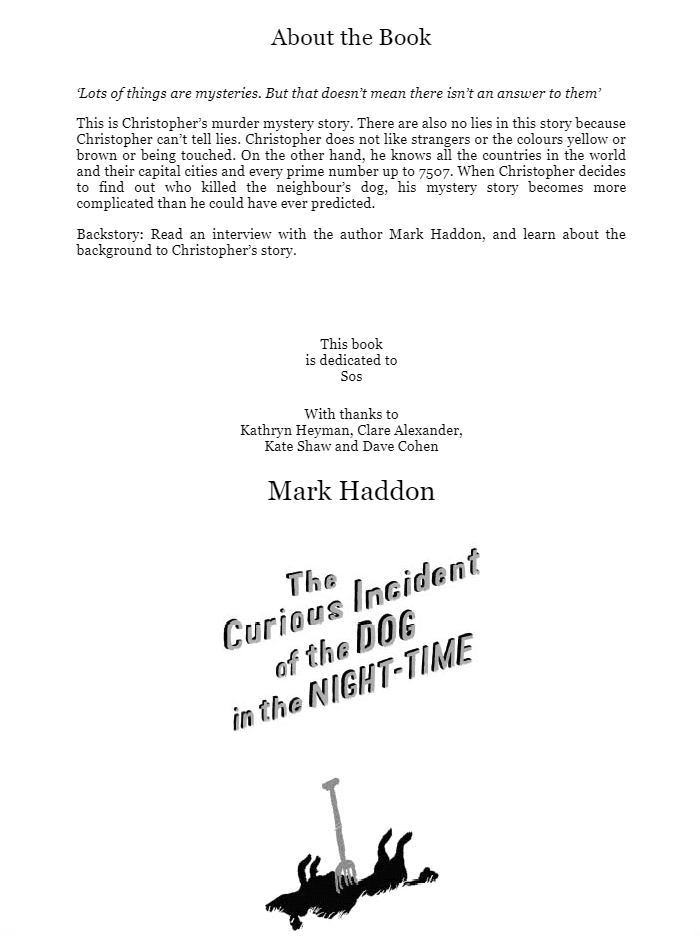 About the Book
‘Lots of things are mysteries. But that doesn’t mean there isn’t an answer to them’
This is Christopher’s murder mystery story. There are also no lies in this story because
Christopher can’t tell lies. Christopher does not like strangers or the colours yellow or
brown or being touched. On the other hand, he knows all the countries in the world
and their capital cities and every prime number up to 7507. When Christopher decides
to find out who killed the neighbour’s dog, his mystery story becomes more
complicated than he could have ever predicted.
Backstory: Read an interview with the author Mark Haddon, and learn about the
background to Christopher’s story.
This book
is dedicated to
Sos
With thanks to
Kathryn Heyman, Clare Alexander,
Kate Shaw and Dave Cohen
Mark Haddon
The
Curious Incident
of the DOG
in the NIGHT-TIME